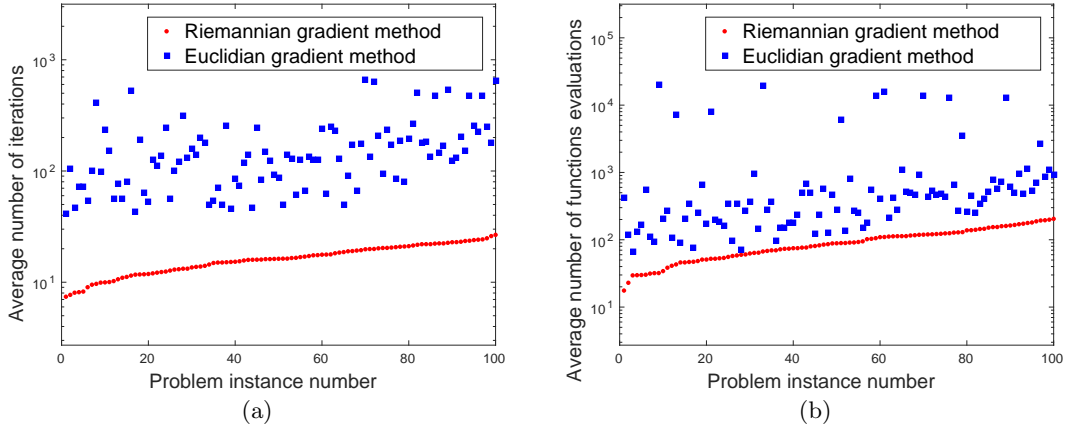 Riemannian gradient method
Euclidian gradient method
Average number of iterations
10^3
10^2
10^1
0
20
40
60
80
100
Problem instance number
(a)
Riemannian gradient method
Euclidian gradient method
Average number of functions evaluations
10^5
10^4
10^3
10^2
10^1
0
20
40
60
80
100
Problem instance number
(b)